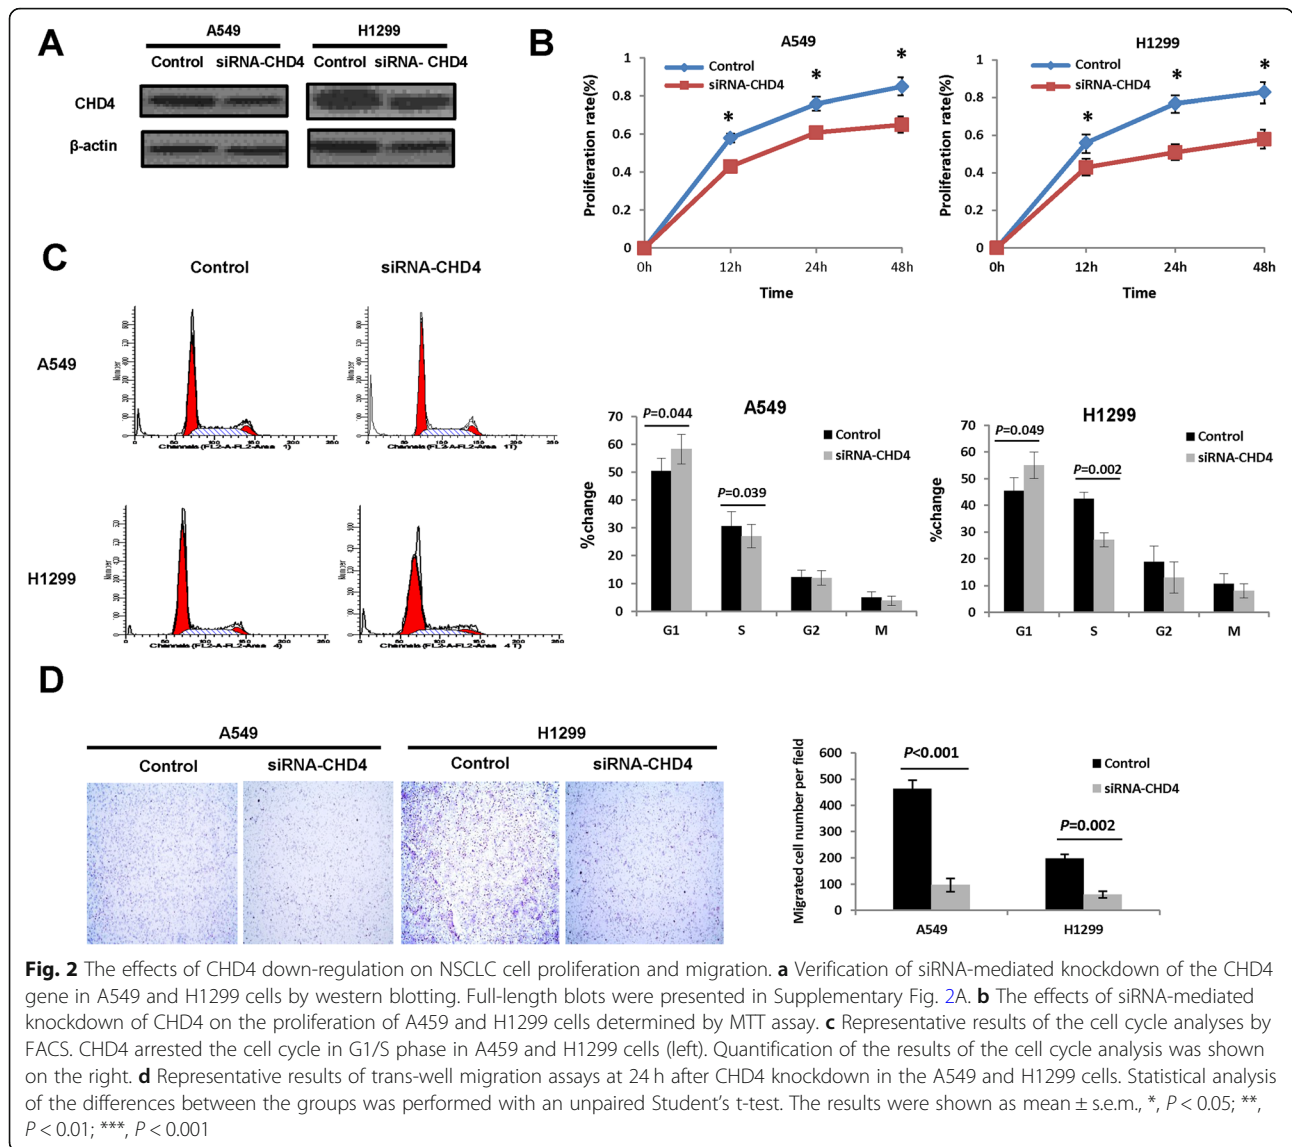 A
A549
H1299
Control siRNA-CHD4
Control siRNA- CHD4
CHD4
β-actin
B
A549
Control
siRNA-CHD4
Proliferation rate(%)
1
0.8
0.6
0.4
0.2
0
0h 12h 24h 48h
Time
* * *
H1299
Control
siRNA-CHD4
Proliferation rate(%)
1
0.8
0.6
0.4
0.2
0
0h 12h 24h 48h
Time
* * *
C
Control siRNA-CHD4
A549
H1299
Number
Channels (FL2-A-FL2-Area
A549
P=0.044
P=0.039
Control
siRNA-CHD4
%change
70
60
50
40
30
20
10
0
G1 S G2 M
H1299
P=0.049
P=0.002
Control
siRNA-CHD4
%change
70
60
50
40
30
20
10
0
G1 S G2 M
D
A549 H1299
Control siRNA-CHD4 Control siRNA-CHD4
Migrated cell number per field
600
500
400
300
200
100
0
P<0.001
P=0.002
Control
siRNA-CHD4
A549 H1299
Fig. 2 The effects of CHD4 down-regulation on NSCLC cell proliferation and migration. a Verification of siRNA-mediated knockdown of the CHD4
gene in A549 and H1299 cells by western blotting. Full-length blots were presented in Supplementary Fig. 2A. b The effects of siRNA-mediated
knockdown of CHD4 on the proliferation of A459 and H1299 cells determined by MTT assay. c Representative results of the cell cycle analyses by
FACS. CHD4 arrested the cell cycle in G1/S phase in A459 and H1299 cells (left). Quantification of the results of the cell cycle analysis was shown
on the right. d Representative results of trans-well migration assays at 24 h after CHD4 knockdown in the A549 and H1299 cells. Statistical analysis
of the differences between the groups was performed with an unpaired Student's t-test. The results were shown as mean ± s.e.m., *, P < 0.05; **,
P < 0.01; ***, P < 0.001